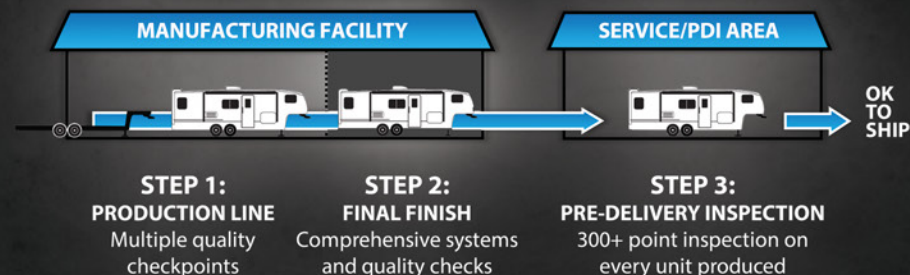 MANUFACTURING FACILITY
SERVICE/PDI AREA
OK
TO
SHIP
STEP 1:
PRODUCTION LINE
Multiple quality
checkpoints
STEP 2:
FINAL FINISH
Comprehensive systems
and quality checks
STEP 3:
PRE-DELIVERY INSPECTION
300+ point inspection on
every unit produced